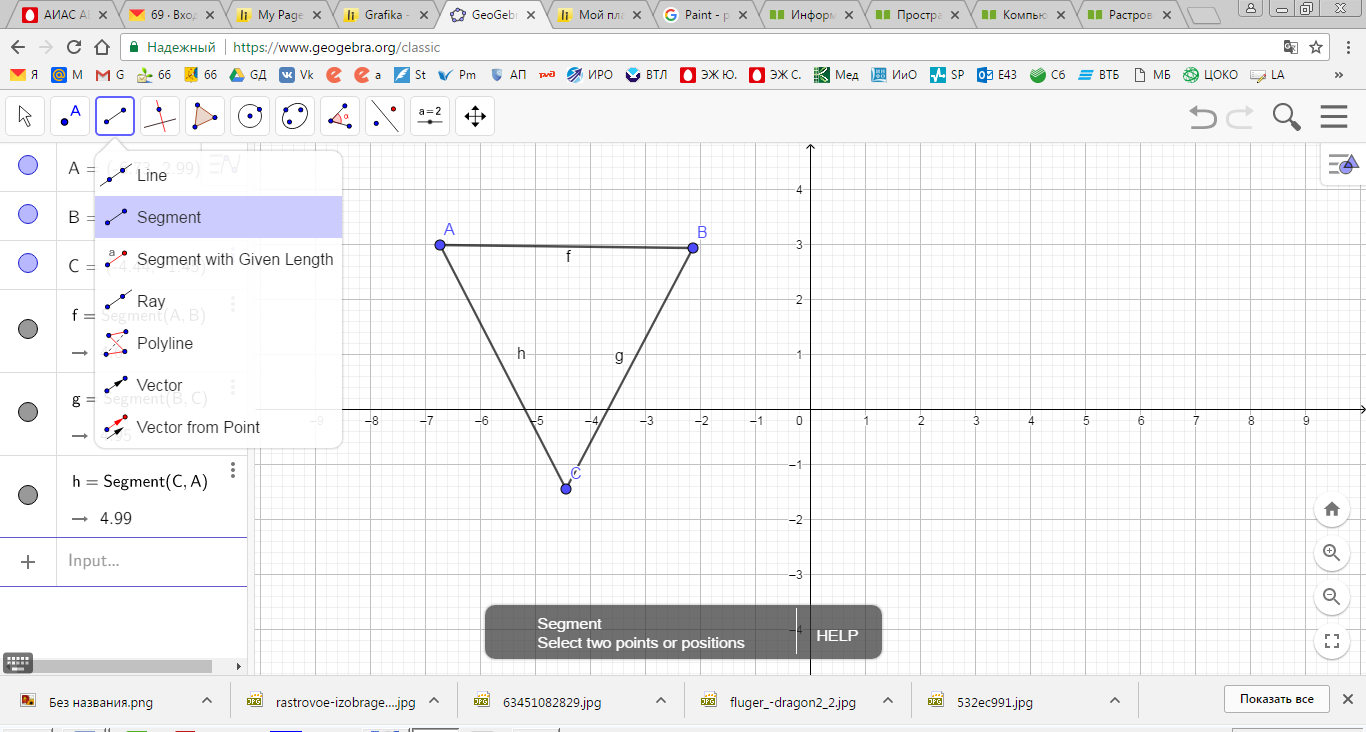 АИАС АБ
69 · Вход
My Page
Grafika -
GeoGebr
Мой пла
Paint - р
Информ
Простра
Компью
Растров
Надежный https://www.geogebra.org/classic
Я М G 66 66 GД Vk a St Pm АП ИРО ВТЛ ЭЖ Ю. ЭЖ С. Мед ИиО SP E43 Сб ВТБ МБ ЦОКО LA »
A
a=2
Line
Segment
Segment with Given Length
Ray
Polyline
Vector
Vector from Point
A = 
B =
C =
f = Segment(A, B)
g = Segment(B, C)
h = Segment(C, A)
→ 4.99
+ Input...
A
B
C
f
h
g
4
3
2
1
0
−1
−2
−3
−4
−9 −8 −7 −6 −5 −4 −3 −2 −1 1 2 3 4 5 6 7 8 9
Segment
Select two points or positions
HELP
Без названия.png
rastrovoe-izobrage....jpg
63451082829.jpg
fluger_-dragon2_2.jpg
532ec991.jpg
Показать все